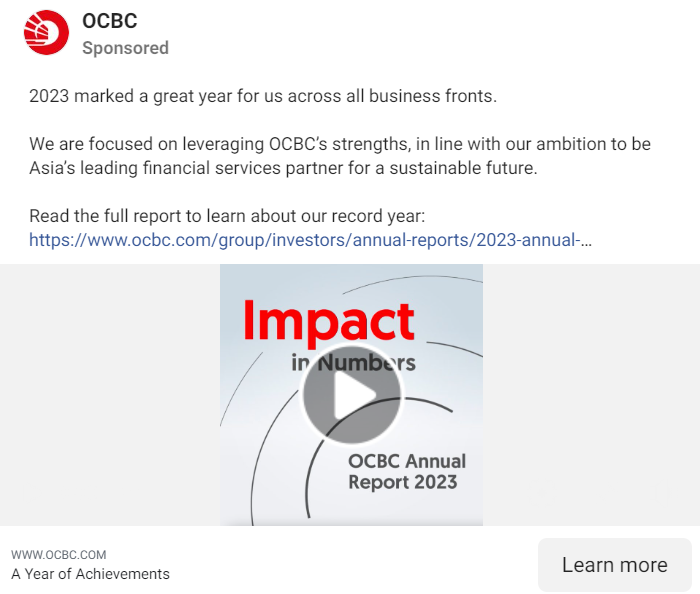 OCBC
Sponsored
2023 marked a great year for us across all business fronts.
We are focused on leveraging OCBC’s strengths, in line with our ambition to be
Asia’s leading financial services partner for a sustainable future.
Read the full report to learn about our record year:
https://www.ocbc.com/group/investors/annual-reports/2023-annual-...
Impact
in Numbers
OCBC Annual
Report 2023
WWW.OCBC.COM
A Year of Achievements
Learn more